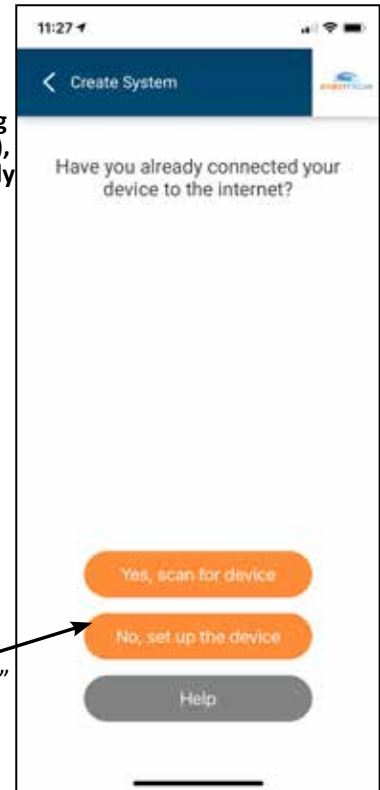 11:27
Create System
g
),
ly
Have you already connected your
device to the internet?
Yes, scan for device
No, set up the device
”
Help